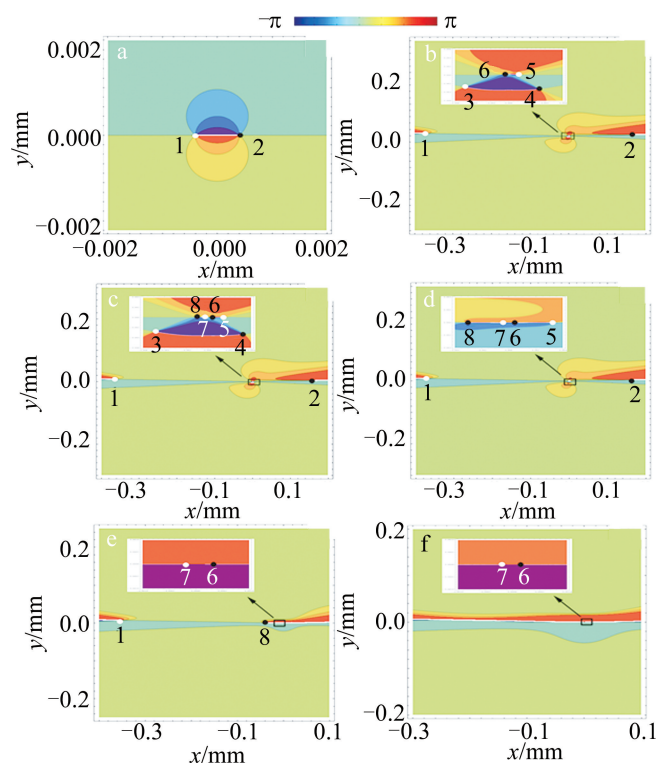 −π π
a
0.002
0.000
−0.002
y/mm
1 2
−0.002 0.000 0.002
x/mm
b
0.2
0.0
−0.2
y/mm
6 5
3 4
1 2
−0.3 −0.1 0.1
x/mm
c
0.2
0.0
−0.2
y/mm
8 6
7 5
3 4
1 2
−0.3 −0.1 0.1
x/mm
d
0.2
0.0
−0.2
y/mm
8 7 6 5
1 2
−0.3 −0.1 0.1
x/mm
e
0.2
0.0
−0.2
y/mm
7 6
1 8
−0.3 −0.1 0.1
x/mm
f
0.2
0.0
−0.2
y/mm
7 6
−0.3 −0.1 0.1
x/mm